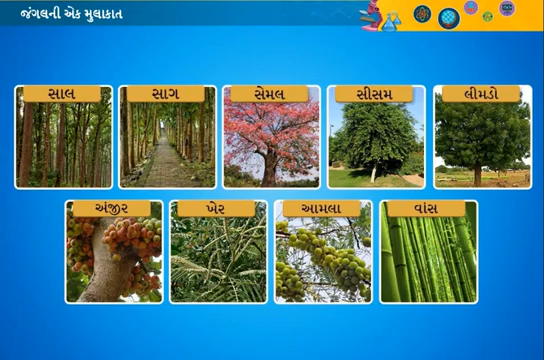 જંગલની એક મુલાકાત
સાલ
સાગ
સેમલ
સીસમ
લીમડો
અંજીર
ખેર
આમલા
વાંસ